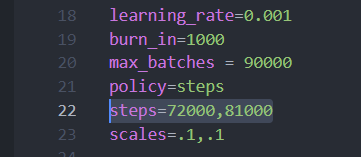 18 learning_rate=0.001
19 burn_in=1000
20 max_batches = 90000
21 policy=steps
22 steps=72000,81000
23 scales=.1,.1